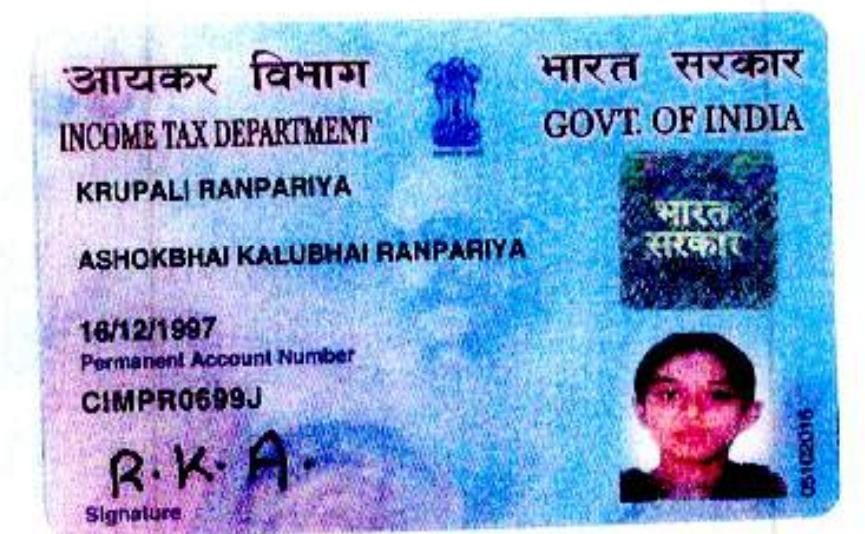 आयकर विभाग
INCOME TAX DEPARTMENT
भारत सरकार
GOVT. OF INDIA
KRUPALI RANPARIYA
ASHOKBHAI KALUBHAI RANPARIYA
भारत
सरकार
16/12/1997
Permanent Account Number
CIMPR0699J
R.K.A.
Signature
05102016